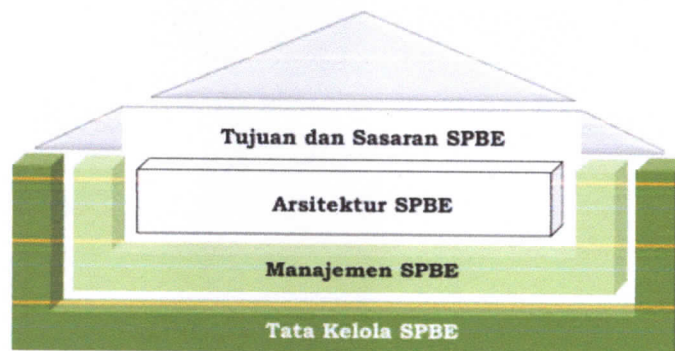 Tujuan dan Sasaran SPBE
Arsitektur SPBE
Manajemen SPBE
Tata Kelola SPBE